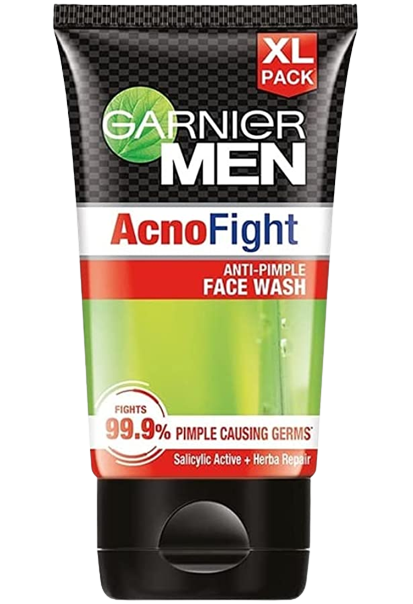 XL
PACK
GARNIER
MEN
AcnoFight
ANTI-PIMPLE
FACE WASH
FIGHTS
99.9% PIMPLE CAUSING GERMS*
Salicylic Active + Herba Repair